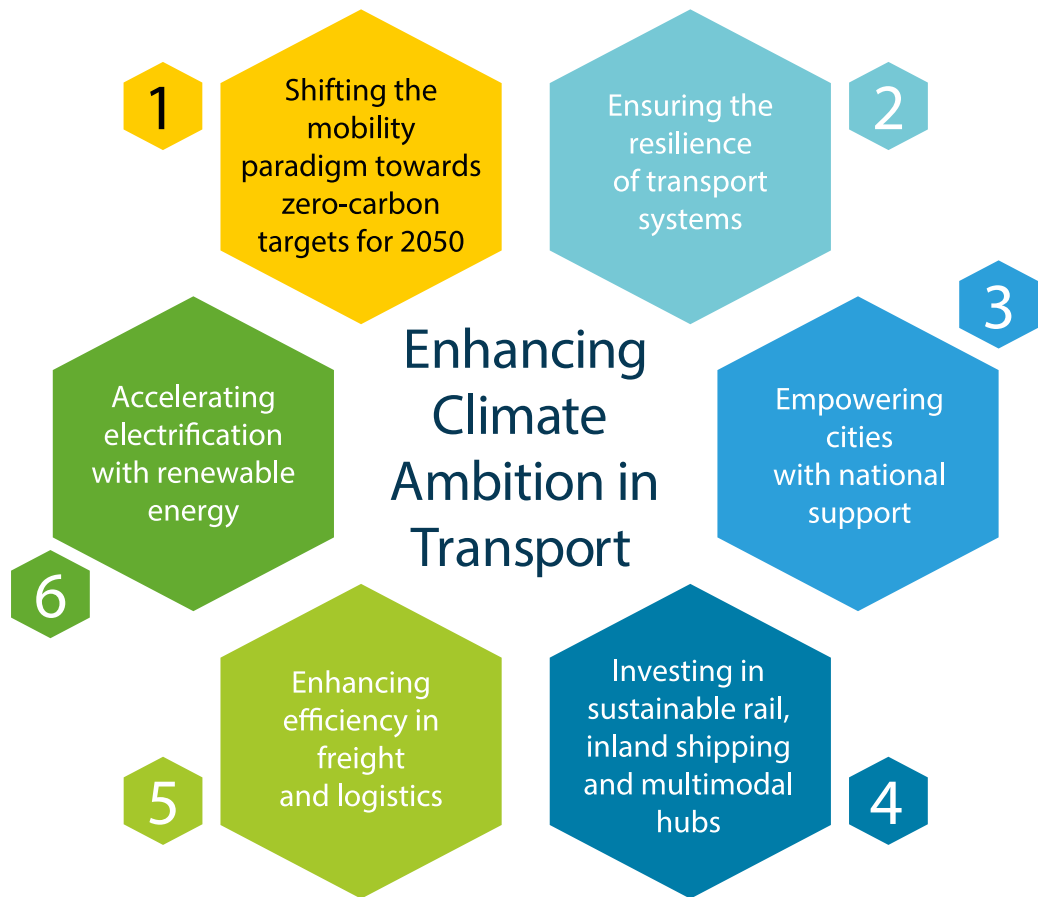 Enhancing
Climate
Ambition in
Transport
1
Shifting the
mobility
paradigm towards
zero-carbon
targets for 2050
2
Ensuring the
resilience
of transport
systems
3
Empowering
cities
with national
support
4
Investing in
sustainable rail,
inland shipping
and multimodal
hubs
5
Enhancing
efficiency in
freight
and logistics
6
Accelerating
electrification
with renewable
energy